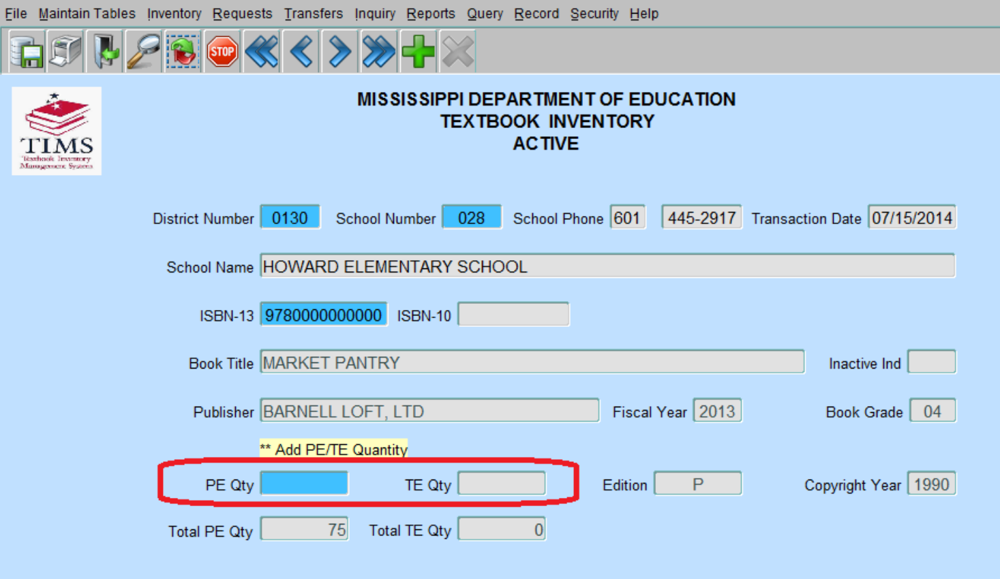 File Maintain Tables Inventory Requests Transfers Inquiry Reports Query Record Security Help
STOP
MISSISSIPPI DEPARTMENT OF EDUCATION
TEXTBOOK INVENTORY
ACTIVE
TIMS
Textbook Inventory
Management System
District Number 0130 School Number 028 School Phone 601 445-2917 Transaction Date 07/15/2014
School Name HOWARD ELEMENTARY SCHOOL
ISBN-13 9780000000000 ISBN-10
Book Title MARKET PANTRY Inactive Ind
Publisher BARNELL LOFT, LTD Fiscal Year 2013 Book Grade 04
** Add PE/TE Quantity
PE Qty TE Qty Edition P Copyright Year 1990
Total PE Qty 75 Total TE Qty 0